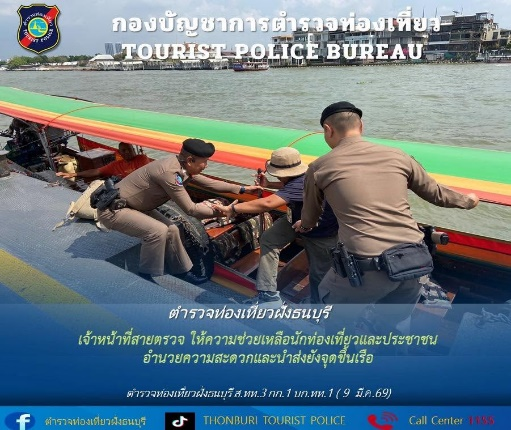 กองบัญชาการตำรวจท่องเที่ยว
TOURIST POLICE BUREAU
ตำรวจท่องเที่ยวฝั่งธนบุรี
เจ้าหน้าที่สายตรวจ ให้ความช่วยเหลือนักท่องเที่ยวและประชาชน
อำนวยความสะดวกและนำส่งยังจุดขึ้นเรือ
ตำรวจท่องเที่ยวฝั่งธนบุรี ส.ทท.3 กก.1 บก.ทท.1 ( 9 มี.ค.69)
ตำรวจท่องเที่ยวฝั่งธนบุรี
THONBURI TOURIST POLICE
Call Center 1155